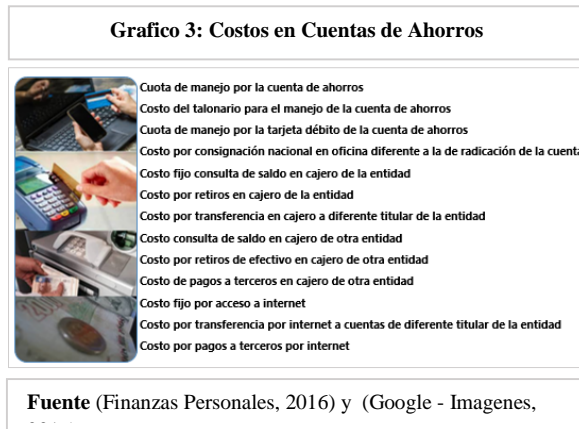 Grafico 3: Costos en Cuentas de Ahorros
Cuota de manejo por la cuenta de ahorros
Costo del talonario para el manejo de la cuenta de ahorros
Cuota de manejo por la tarjeta débito de la cuenta de ahorros
Costo por consignación nacional en oficina diferente a la de radicación de la cuenta
Costo fijo consulta de saldo en cajero de la entidad
Costo por retiros en cajero de la entidad
Costo por transferencia en cajero a diferente titular de la entidad
Costo consulta de saldo en cajero de otra entidad
Costo por retiros de efectivo en cajero de otra entidad
Costo de pagos a terceros en cajero de otra entidad
Costo fijo por acceso a internet
Costo por transferencia por internet a cuentas de diferente titular de la entidad
Costo por pagos a terceros por internet
Fuente (Finanzas Personales, 2016) y (Google - Imagenes,